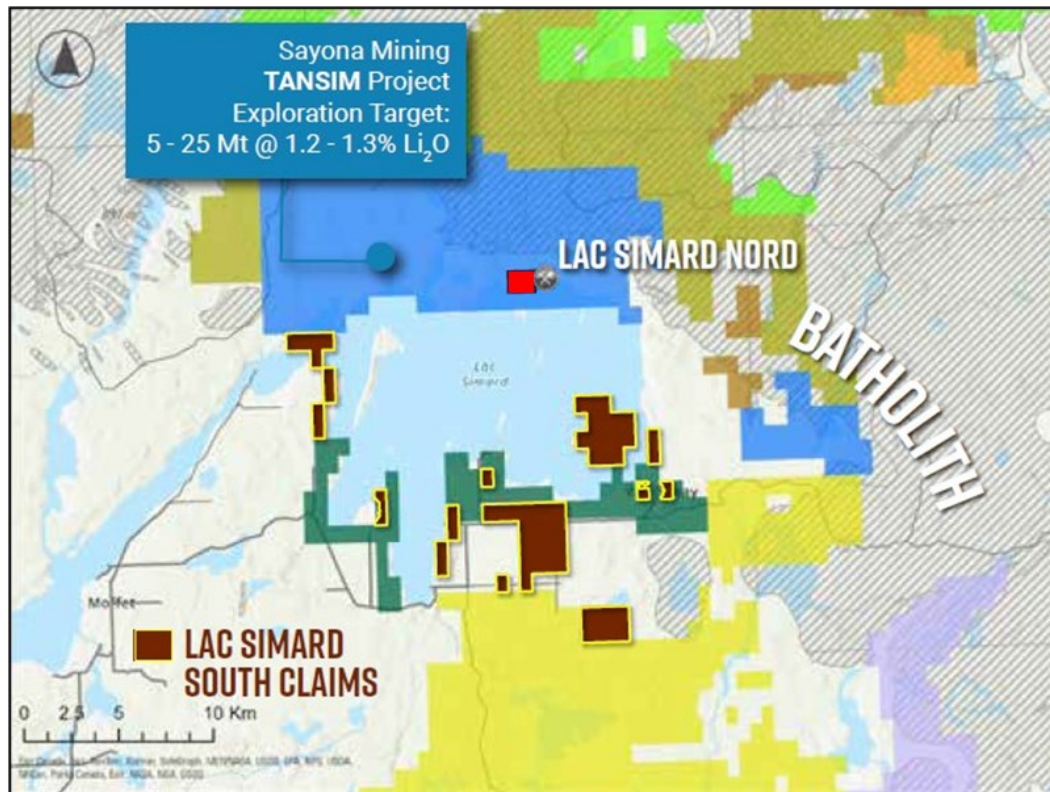 Sayona Mining
TANSIM Project
Exploration Target:
5 - 25 Mt @ 1.2 - 1.3% Li₂O
LAC SIMARD NORD
BATHOLITH
Lac
Simard
Moffet
LAC SIMARD
SOUTH CLAIMS
0 2.5 5 10 Km